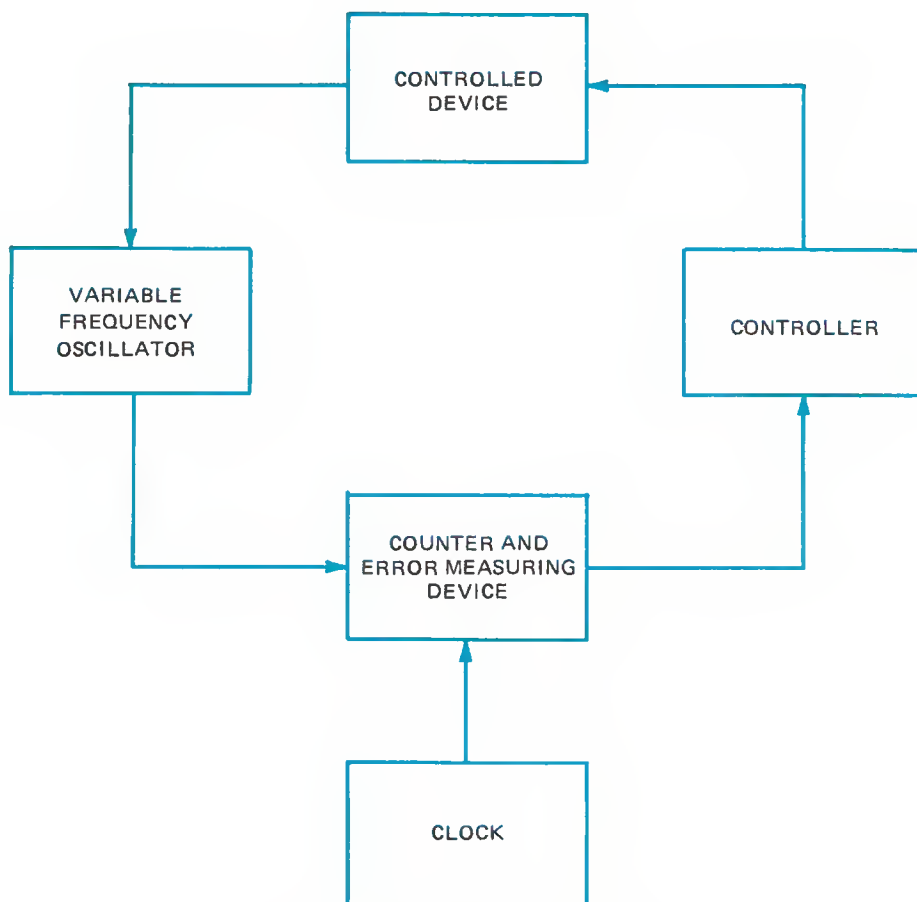 CONTROLLED
DEVICE
VARIABLE
FREQUENCY
OSCILLATOR
CONTROLLER
COUNTER AND
ERROR MEASURING
DEVICE
CLOCK